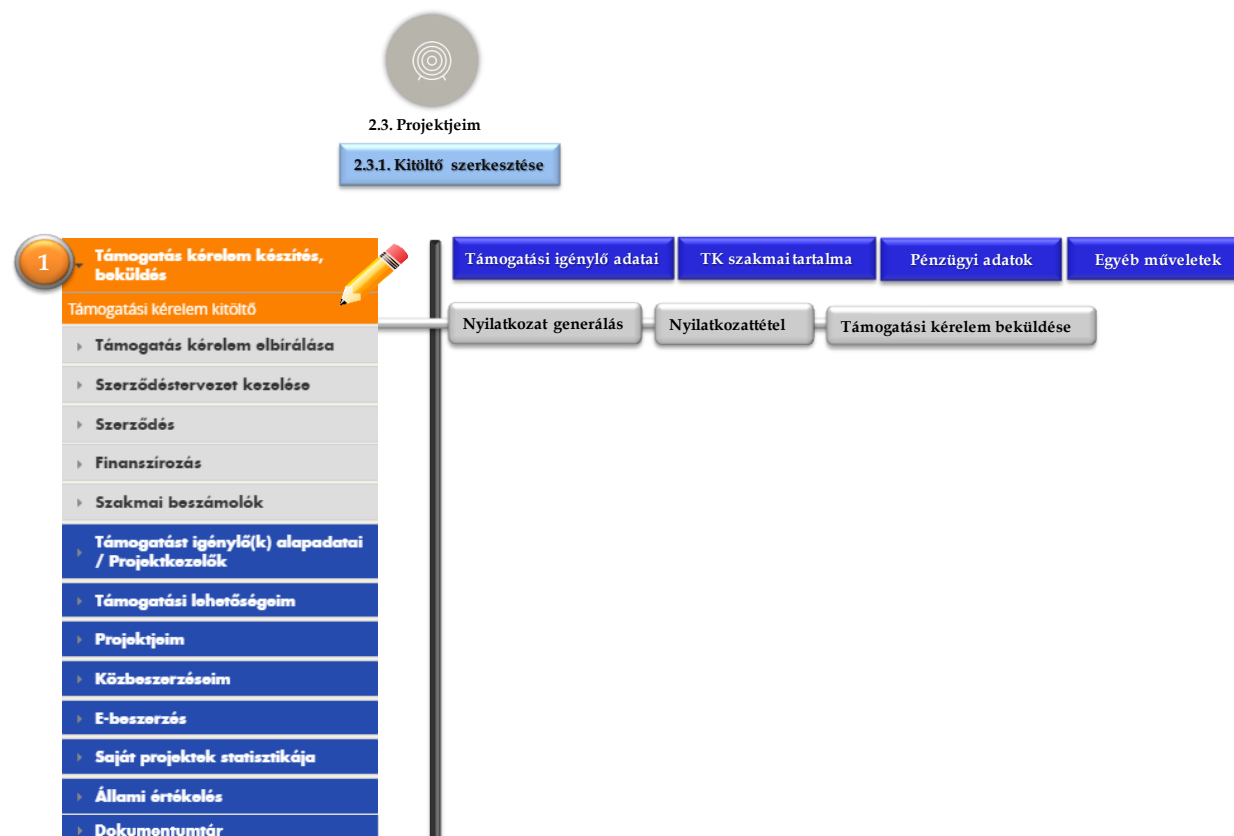 2.3. Projektjeim
2.3.1. Kitöltő szerkesztése
1
Támogatás kérelem készítés,
beküldés
Támogatási kérelem kitöltő
Támogatás kérelem elbírálása
Szerződéstervezet kezelése
Szerződés
Finanszírozás
Szakmai beszámolók
Támogatást igénylő(k) alapadatai
/ Projektkezelők
Támogatási lehetőségeim
Projektjeim
Közbeszerzéseim
E-beszerzés
Saját projektek statisztikája
Állami értékelés
Dokumentumtár
Támogatási igénylő adatai
TK szakmai tartalma
Pénzügyi adatok
Egyéb műveletek
Nyilatkozat generálás
Nyilatkozattétel
Támogatási kérelem beküldése